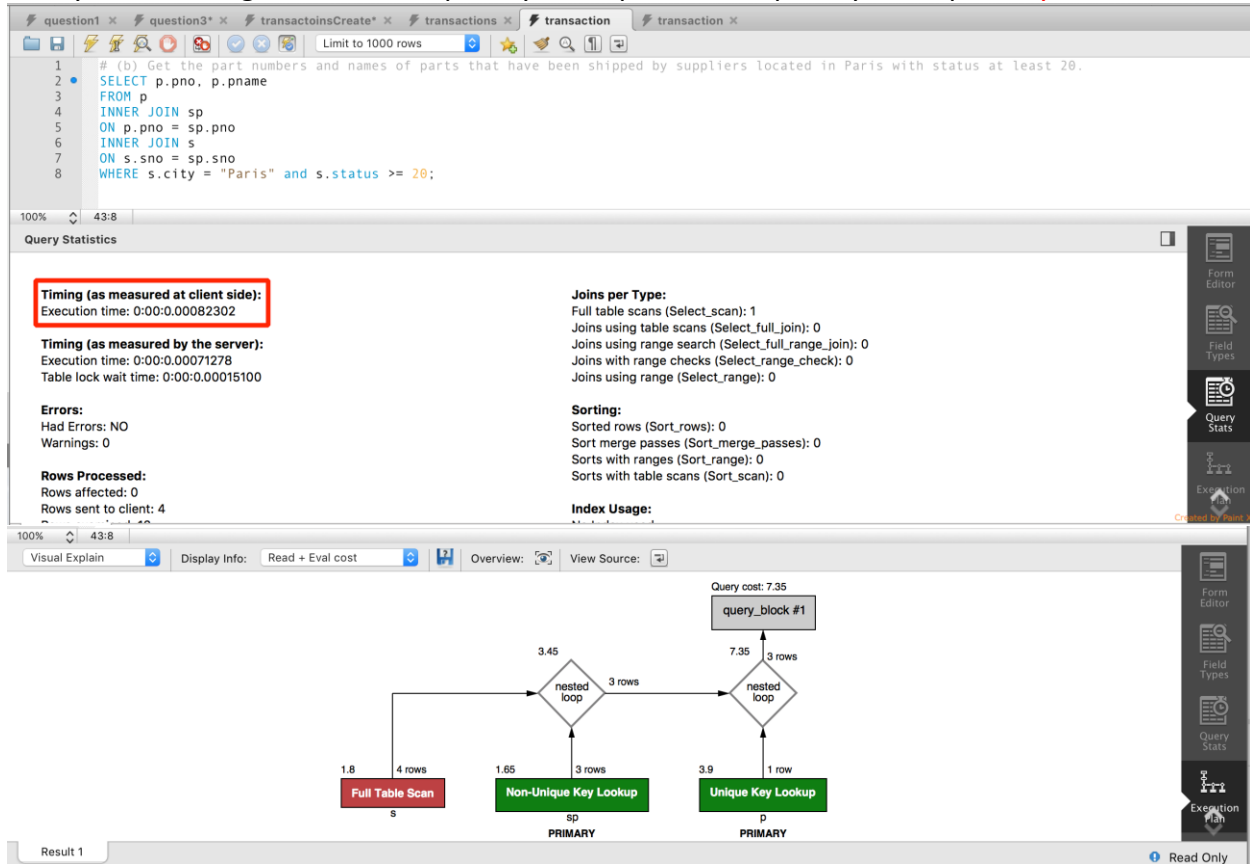 question1 × question3* × transactoinsCreate* × transactions × transaction transaction ×
Limit to 1000 rows
1 # (b) Get the part numbers and names of parts that have been shipped by suppliers located in Paris with status at least 20.
2 SELECT p.pno, p.pname
3 FROM p
4 INNER JOIN sp
5 ON p.pno = sp.pno
6 INNER JOIN s
7 ON s.sno = sp.sno
8 WHERE s.city = "Paris" and s.status >= 20;
100% 43:8
Query Statistics
Timing (as measured at client side):
Execution time: 0:00:0.00082302
Timing (as measured by the server):
Execution time: 0:00:0.00071278
Table lock wait time: 0:00:0.00015100
Errors:
Had Errors: NO
Warnings: 0
Rows Processed:
Rows affected: 0
Rows sent to client: 4
Joins per Type:
Full table scans (Select_scan): 1
Joins using table scans (Select_full_join): 0
Joins using range search (Select_full_range_join): 0
Joins with range checks (Select_range_check): 0
Joins using range (Select_range): 0
Sorting:
Sorted rows (Sort_rows): 0
Sort merge passes (Sort_merge_passes): 0
Sorts with ranges (Sort_range): 0
Sorts with table scans (Sort_scan): 0
Index Usage:
Form
Editor
Field
Types
Query
Stats
Execution
Plan
Created by Paint X
100% 43:8
Visual Explain Display Info: Read + Eval cost Overview: View Source:
Query cost: 7.35
query_block #1
3.45 7.35 3 rows
nested
loop
3 rows
nested
loop
1.8 4 rows 1.65 3 rows 3.9 1 row
Full Table Scan Non-Unique Key Lookup Unique Key Lookup
s sp p
PRIMARY PRIMARY
Form
Editor
Field
Types
Query
Stats
Execution
Plan
Result 1 Read Only